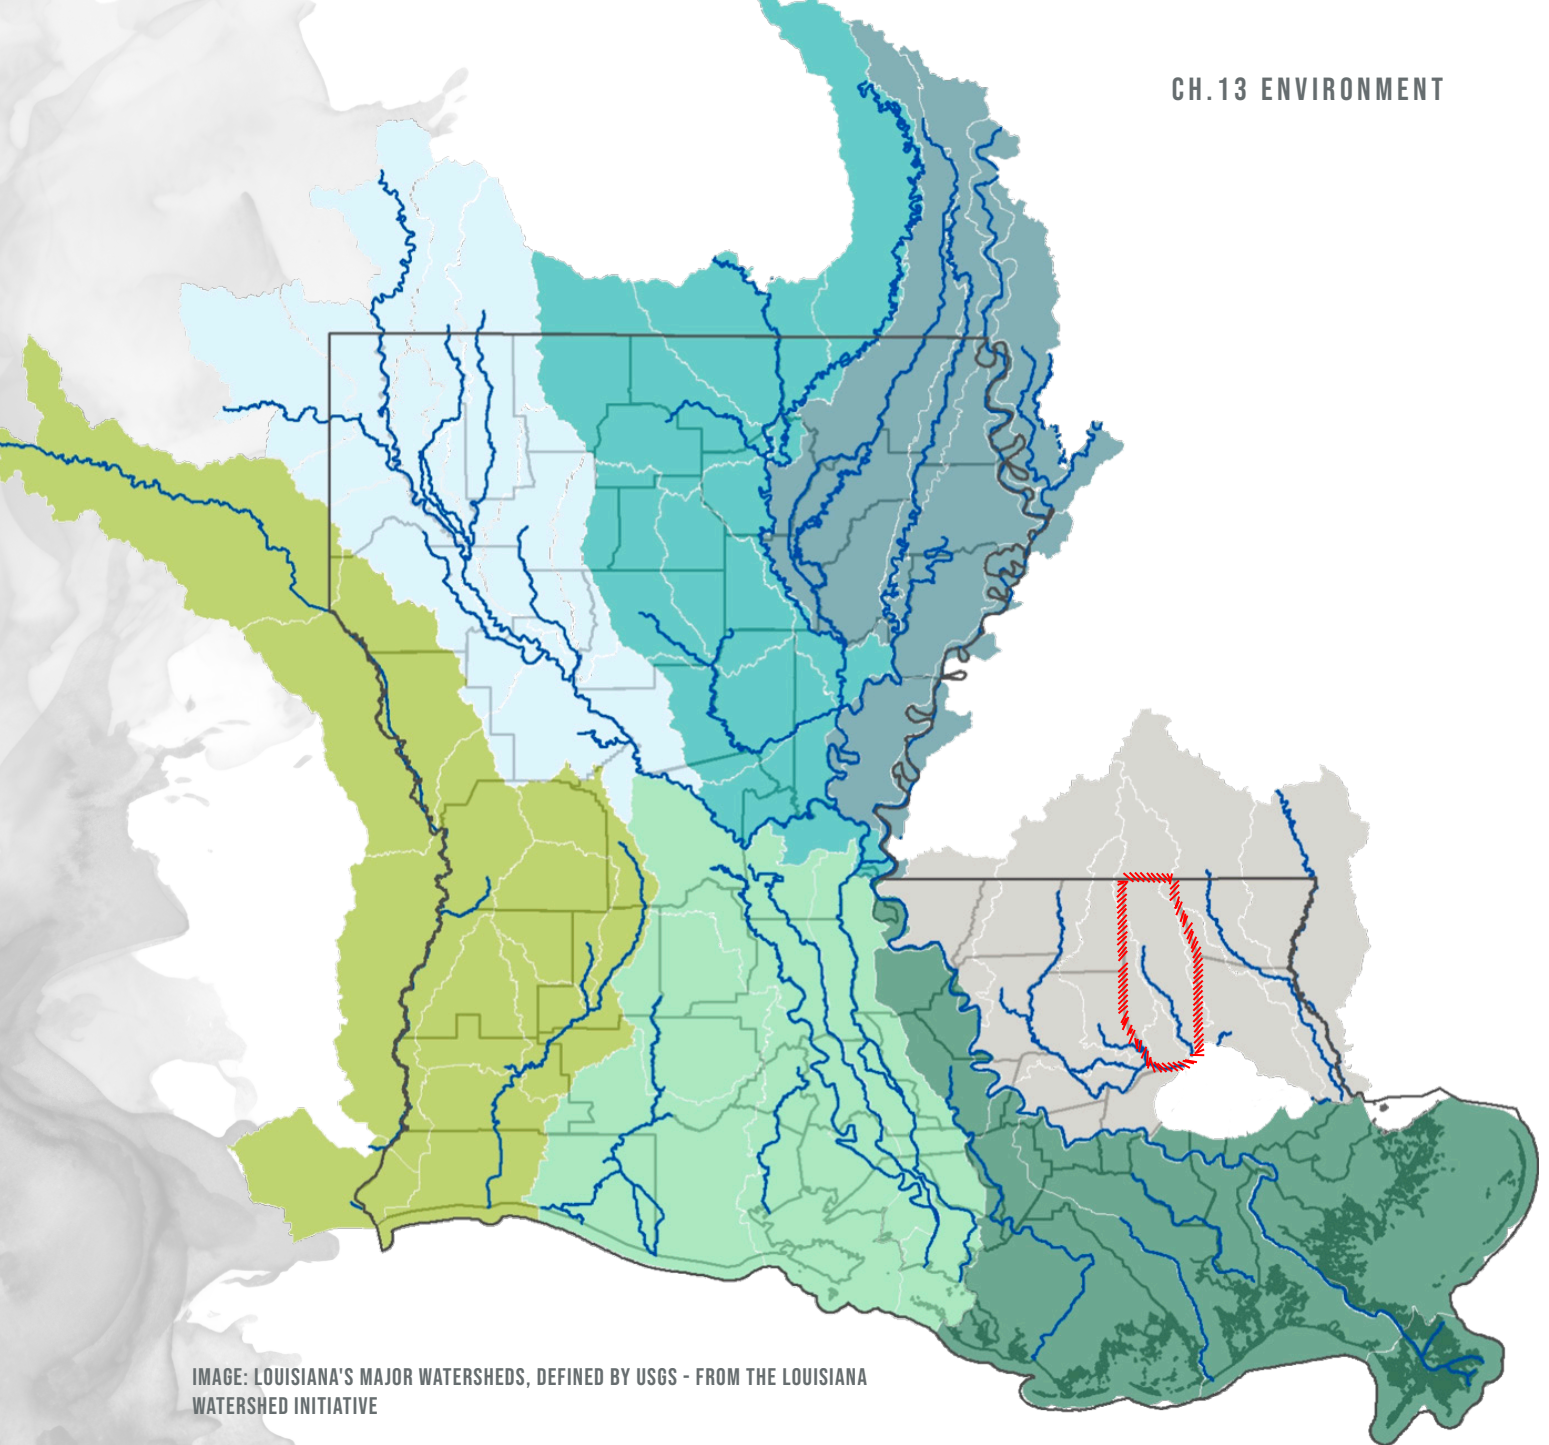 CH.13 ENVIRONMENT
IMAGE: LOUISIANA'S MAJOR WATERSHEDS, DEFINED BY USGS - FROM THE LOUISIANA
WATERSHED INITIATIVE